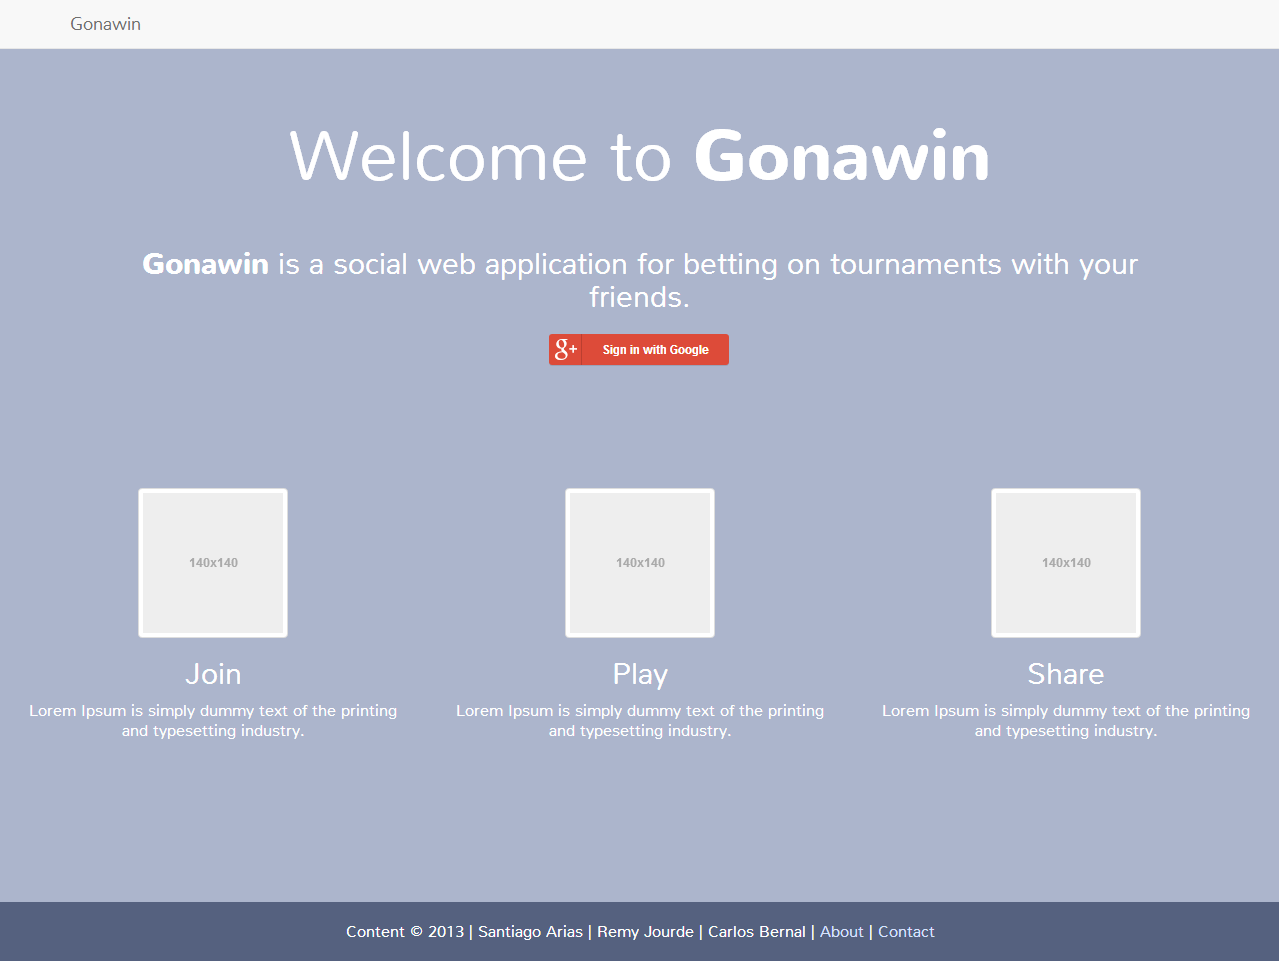 Gonawin
Welcome to Gonawin
Gonawin is a social web application for betting on tournaments with your
friends.
g+ Sign in with Google
140x140
140x140
140x140
Join
Play
Share
Lorem Ipsum is simply dummy text of the printing
and typesetting industry.
Lorem Ipsum is simply dummy text of the printing
and typesetting industry.
Lorem Ipsum is simply dummy text of the printing
and typesetting industry.
Content © 2013 | Santiago Arias | Remy Jourde | Carlos Bernal | About | Contact